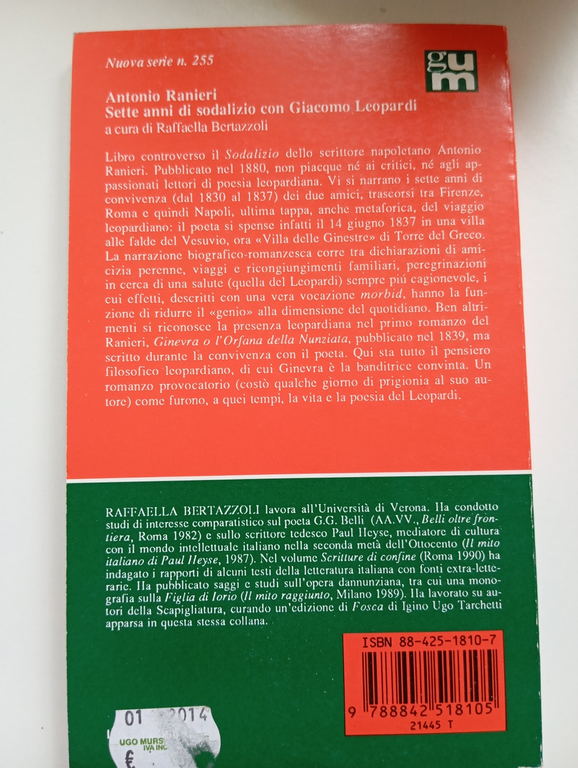 Nuova serie n. 255
gum
Antonio Ranieri
Sette anni di sodalizio con Giacomo Leopardi
a cura di Raffaella Bertazzoli
Libro controverso il Sodalizio dello scrittore napoletano Antonio
Ranieri. Pubblicato nel 1880, non piacque né ai critici, né agli ap-
passionati lettori di poesia leopardiana. Vi si narrano i sette anni di
convivenza (dal 1830 al 1837) dei due amici, trascorsi tra Firenze,
Roma e quindi Napoli, ultima tappa, anche metaforica, del viaggio
leopardiano: il poeta si spense infatti il 14 giugno 1837 in una villa
alle falde del Vesuvio, ora «Villa delle Ginestre» di Torre del Greco.
La narrazione biografico-romanzesca corre tra dichiarazioni di ami-
cizia perenne, viaggi e ricongiungimenti familiari, peregrinazioni
in cerca di una salute (quella del Leopardi) sempre piú cagionevole, i
cui effetti, descritti con una vera vocazione morbid, hanno la fun-
zione di ridurre il «genio» alla dimensione del quotidiano. Ben altri-
menti si riconosce la presenza leopardiana nel primo romanzo del
Ranieri, Ginevra o l'Orfana della Nunziata, pubblicato nel 1839, ma
scritto durante la convivenza con il poeta. Qui sta tutto il pensiero
filosofico leopardiano, di cui Ginevra è la banditrice convinta. Un
romanzo provocatorio (costò qualche giorno di prigionia al suo au-
tore) come furono, a quei tempi, la vita e la poesia del Leopardi.
RAFFAELLA BERTAZZOLI lavora all'Università di Verona. Ha condotto
studi di interesse comparatistico sul poeta G.G. Belli (AA.VV., Belli oltre fron-
tiera, Roma 1982) e sullo scrittore tedesco Paul Heyse, mediatore di cultura
con il mondo intellettuale italiano nella seconda metà dell'Ottocento (Il mito
italiano di Paul Heyse, 1987). Nel volume Scritture di confine (Roma 1990) ha
indagato i rapporti di alcuni testi della letteratura italiana con fonti extra-lette-
rarie. Ha pubblicato saggi e studi sull'opera dannunziana, tra cui una mono-
grafia sulla Figlia di Iorio (Il mito raggiunto, Milano 1989). Ha lavorato su au-
tori della Scapigliatura, curando un'edizione di Fosca di Igino Ugo Tarchetti
apparsa in questa stessa collana.
ISBN 88-425-1810-7
9 788842 518105
21445 T
01 2014
UGO MURS
IVA INC
€